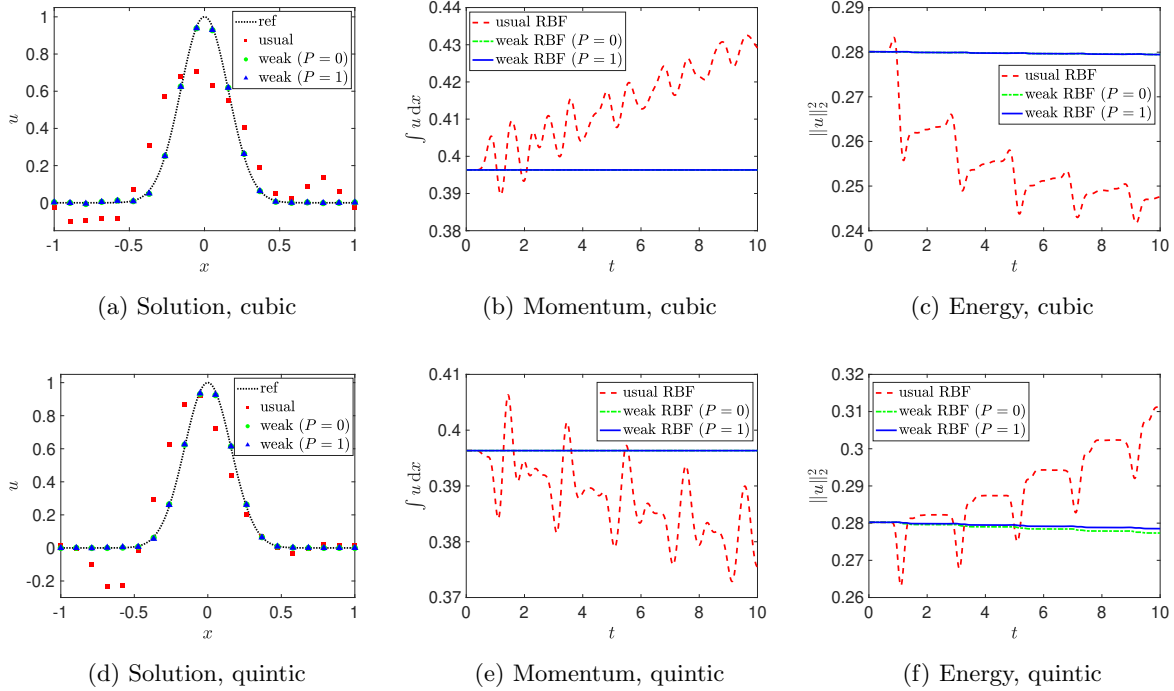 1
0.8
0.6
0.4
0.2
0
-1
-0.5
0
0.5
1
u
x
ref
usual
weak (P = 0)
weak (P = 1)
(a) Solution, cubic
0.44
0.43
0.42
0.41
0.4
0.39
0.38
0
2
4
6
8
10
∫ u dx
t
usual RBF
weak RBF (P = 0)
weak RBF (P = 1)
(b) Momentum, cubic
0.29
0.28
0.27
0.26
0.25
0.24
0
2
4
6
8
10
||u||₂²
t
usual RBF
weak RBF (P = 0)
weak RBF (P = 1)
(c) Energy, cubic
1
0.8
0.6
0.4
0.2
0
-0.2
-1
-0.5
0
0.5
1
u
x
ref
usual
weak (P = 0)
weak (P = 1)
(d) Solution, quintic
0.41
0.4
0.39
0.38
0.37
0
2
4
6
8
10
∫ u dx
t
usual RBF
weak RBF (P = 0)
weak RBF (P = 1)
(e) Momentum, quintic
0.32
0.31
0.3
0.29
0.28
0.27
0.26
0
2
4
6
8
10
||u||₂²
t
usual RBF
weak RBF (P = 0)
weak RBF (P = 1)
(f) Energy, quintic